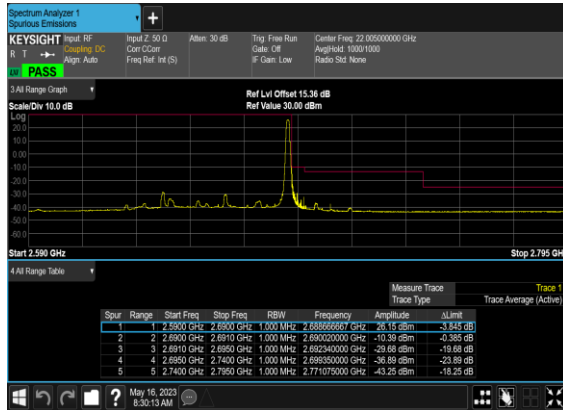 Spectrum Analyzer 1
Spurious Emissions
KEYSIGHT Input: RF Input Z: 50 Ω Atten: 30 dB Trig: Free Run Center Freq: 22.005000000 GHz
R T Coupling: DC Corr CCorr Gate: Off Avg|Hold: 1000/1000
Align: Auto Freq Ref: Int (S) IF Gain: Low Radio Std: None
PASS
3 All Range Graph Ref Lvl Offset 15.36 dB
Scale/Div 10.0 dB Ref Value 30.00 dBm
Log
20.0
10.0
0.00
-10.0
-20.0
-30.0
-40.0
-50.0
-60.0
Start 2.590 GHz Stop 2.795 GH
4 All Range Table
Measure Trace Trace 1
Trace Type Trace Average (Active)
Spur Range Start Freq Stop Freq RBW Frequency Amplitude ΔLimit
1 1 2.5900 GHz 2.6900 GHz 1.000 MHz 2.688666667 GHz 26.15 dBm -3.845 dB
2 2 2.6900 GHz 2.6910 GHz 1.000 MHz 2.690020000 GHz -10.39 dBm -0.385 dB
3 3 2.6910 GHz 2.6950 GHz 1.000 MHz 2.692340000 GHz -29.68 dBm -19.68 dB
4 4 2.6950 GHz 2.7400 GHz 1.000 MHz 2.699350000 GHz -36.89 dBm -23.89 dB
5 5 2.7400 GHz 2.7950 GHz 1.000 MHz 2.771075000 GHz -43.25 dBm -18.25 dB
May 16, 2023
8:30:13 AM